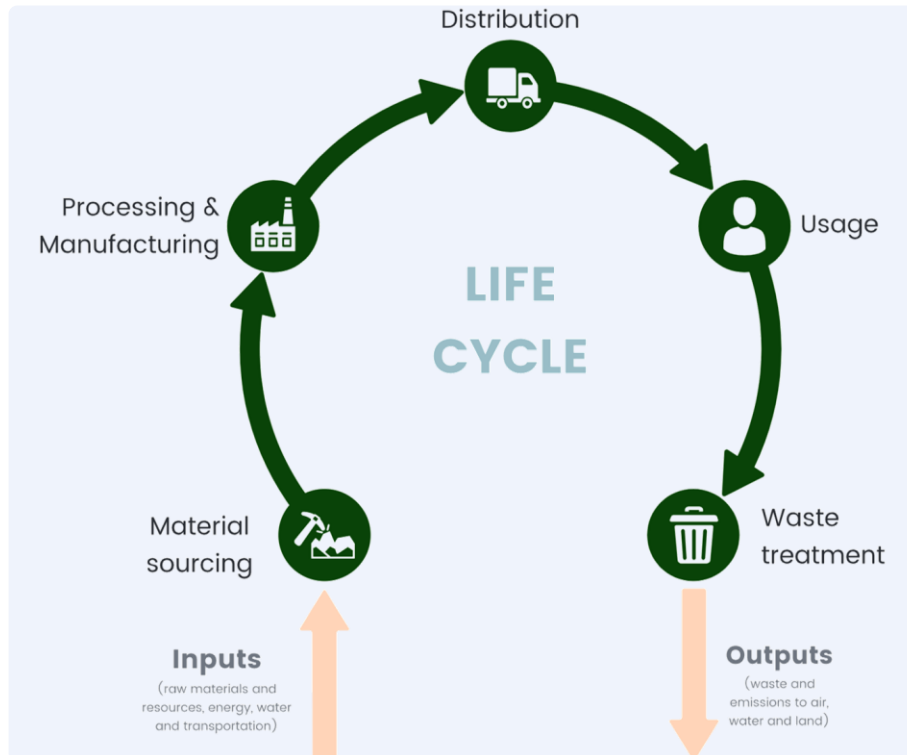 Distribution
Processing &
Manufacturing
Usage
LIFE
CYCLE
Material
sourcing
Waste
treatment
Inputs
(raw materials and
resources, energy, water
and transportation)
Outputs
(waste and
emissions to air,
water and land)